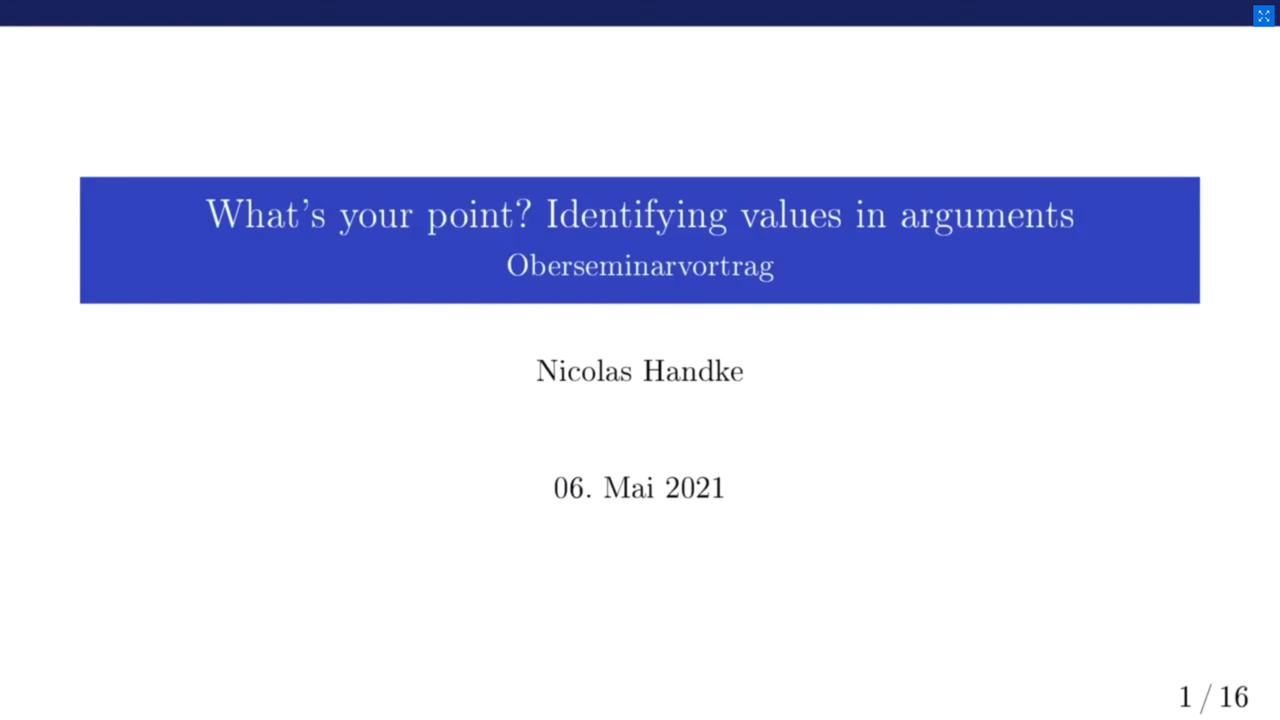 What's your point? Identifying values in arguments
Oberseminarvortrag
Nicolas Handke
06. Mai 2021
1 / 16